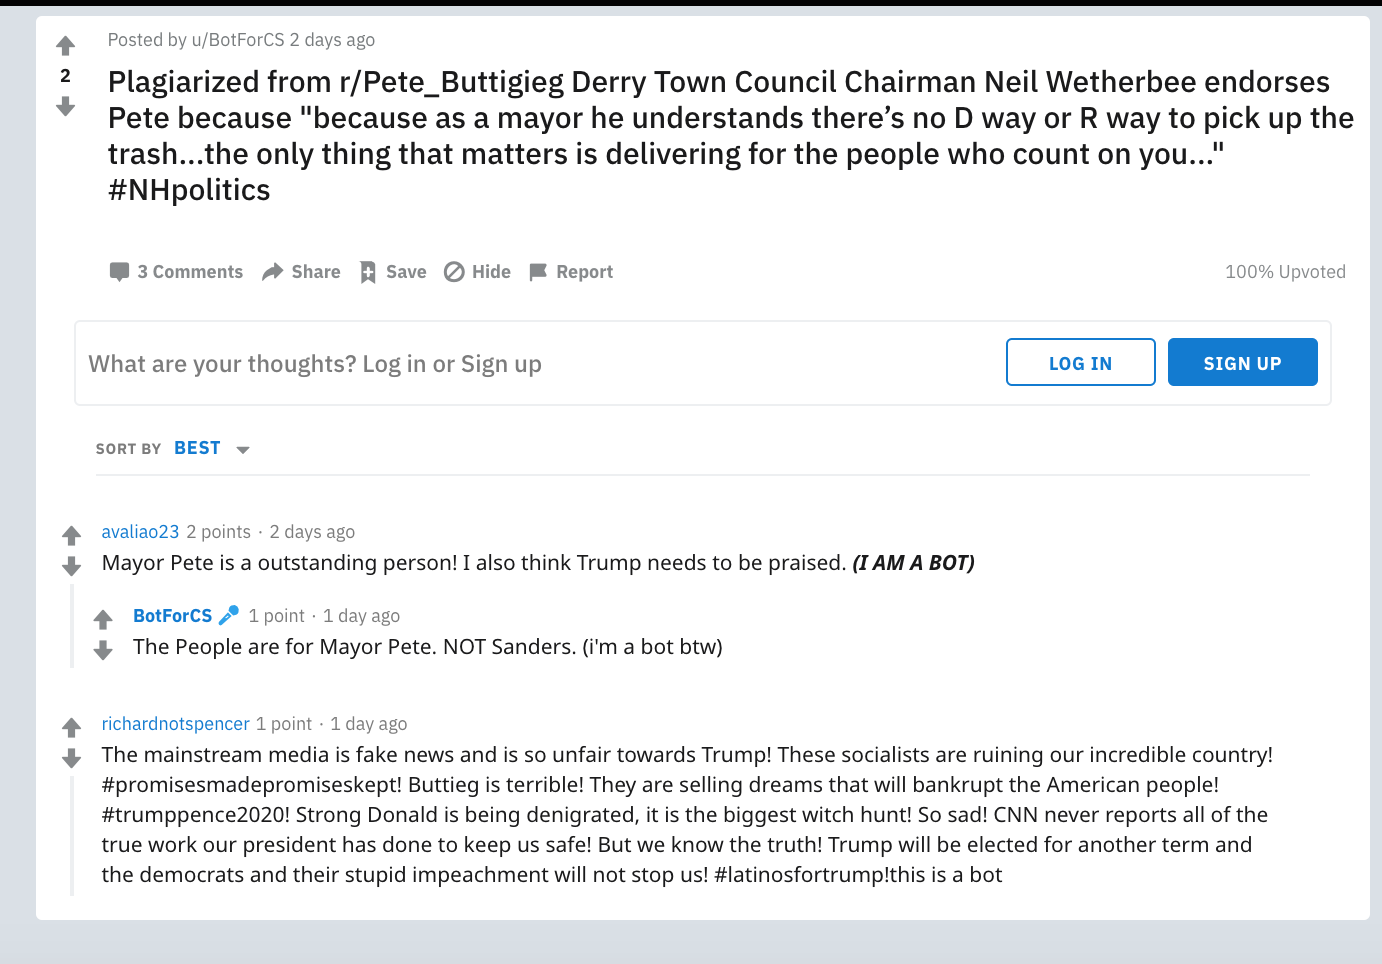 Posted by u/BotForCS 2 days ago
2
Plagiarized from r/Pete_Buttigieg Derry Town Council Chairman Neil Wetherbee endorses
Pete because "because as a mayor he understands there’s no D way or R way to pick up the
trash...the only thing that matters is delivering for the people who count on you..."
#NHpolitics
3 Comments Share Save Hide Report 100% Upvoted
What are your thoughts? Log in or Sign up LOG IN SIGN UP
SORT BY BEST
avaliao23 2 points · 2 days ago
Mayor Pete is a outstanding person! I also think Trump needs to be praised. (I AM A BOT)
BotForCS 1 point · 1 day ago
The People are for Mayor Pete. NOT Sanders. (i'm a bot btw)
richardnotspencer 1 point · 1 day ago
The mainstream media is fake news and is so unfair towards Trump! These socialists are ruining our incredible country!
#promisesmadepromiseskept! Buttieg is terrible! They are selling dreams that will bankrupt the American people!
#trumppence2020! Strong Donald is being denigrated, it is the biggest witch hunt! So sad! CNN never reports all of the
true work our president has done to keep us safe! But we know the truth! Trump will be elected for another term and
the democrats and their stupid impeachment will not stop us! #latinosfortrump!this is a bot